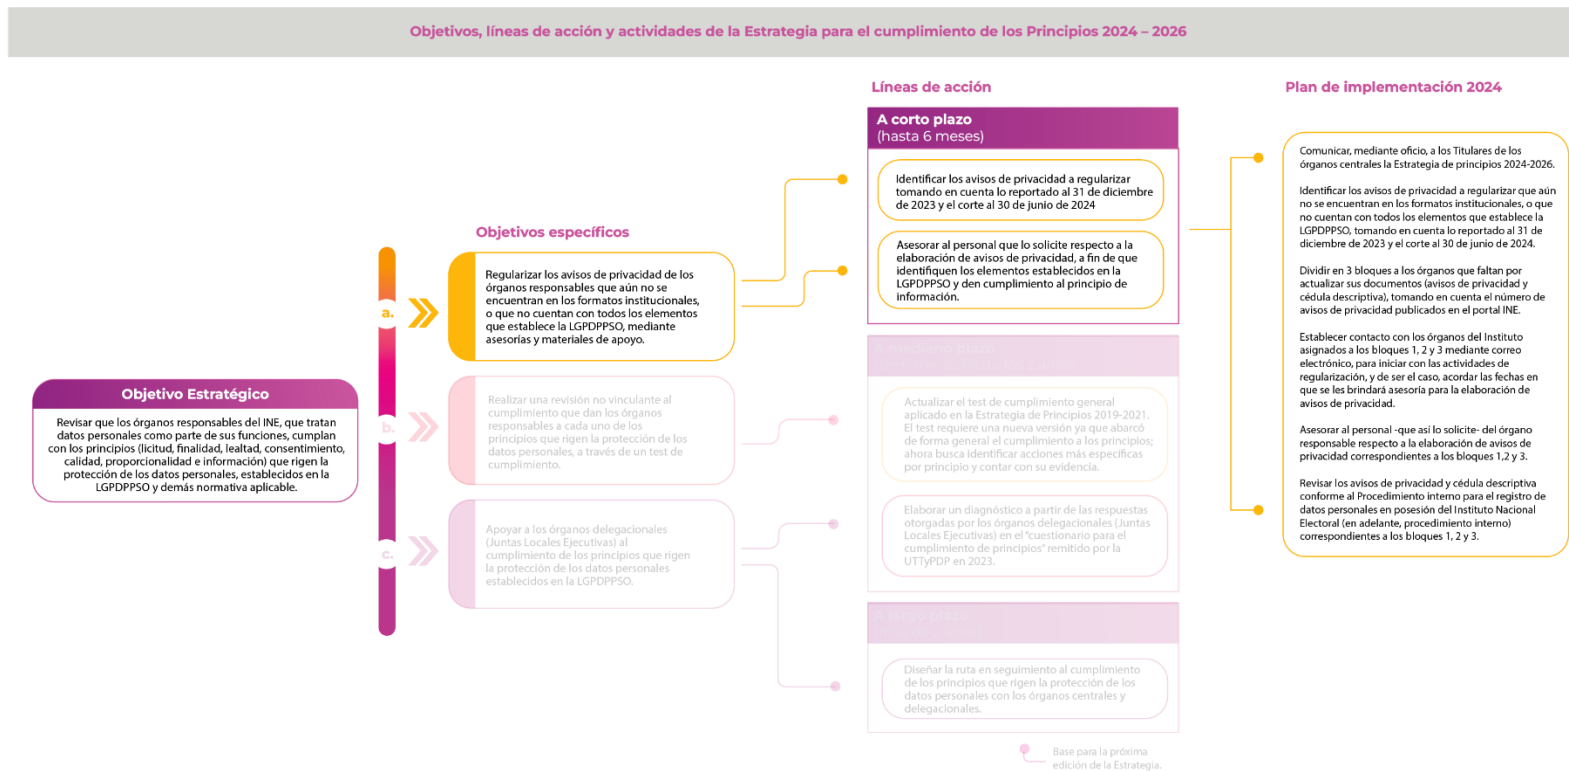 Objetivos, líneas de acción y actividades de la Estrategia para el cumplimiento de los Principios 2024 – 2026
Objetivo Estratégico
Revisar que los órganos responsables del INE, que tratan
datos personales como parte de sus funciones, cumplan
con los principios (licitud, finalidad, lealtad, consentimiento,
calidad, proporcionalidad e información) que rigen la
protección de los datos personales, establecidos en la
LGPDPPSO y demás normativa aplicable.
Objetivos específicos
a.
Regularizar los avisos de privacidad de los
órganos responsables que aún no se
encuentran en los formatos institucionales,
o que no cuentan con todos los elementos
que establece la LGPDPPSO, mediante
asesorías y materiales de apoyo.
b.
Realizar una revisión no vinculante al
cumplimiento que dan los órganos
responsables a cada uno de los
principios que rigen la protección de los
datos personales, a través de un test de
cumplimiento.
c.
Apoyar a los órganos delegacionales
(Juntas Locales Ejecutivas) al
cumplimiento de los principios que rigen
la protección de los datos personales
establecidos en la LGPDPPSO.
Líneas de acción
A corto plazo
(hasta 6 meses)
Identificar los avisos de privacidad a regularizar
tomando en cuenta lo reportado al 31 de diciembre
de 2023 y el corte al 30 de junio de 2024
Asesorar al personal que lo solicite respecto a la
elaboración de avisos de privacidad, a fin de que
identifiquen los elementos establecidos en la
LGPDPPSO y den cumplimiento al principio de
información.
A mediano plazo
Actualizar el test de cumplimiento general
aplicado en la Estrategia de Principios 2019-2021.
El test requiere una nueva versión ya que abarcó
de forma general el cumplimiento a los principios;
ahora busca identificar acciones más específicas
por principio y contar con su evidencia.
Elaborar un diagnóstico a partir de las respuestas
otorgadas por los órganos delegacionales (Juntas
Locales Ejecutivas) en el "cuestionario para el
cumplimiento de principios" remitido por la
UTTyPDP en 2023.
A largo plazo
Diseñar la ruta en seguimiento al cumplimiento
de los principios que rigen la protección de los
datos personales con los órganos centrales y
delegacionales.
Base para la próxima
edición de la Estrategia.
Plan de implementación 2024
Comunicar, mediante oficio, a los Titulares de los
órganos centrales la Estrategia de principios 2024-2026.
Identificar los avisos de privacidad a regularizar que aún
no se encuentran en los formatos institucionales, o que
no cuentan con todos los elementos que establece la
LGPDPPSO, tomando en cuenta lo reportado al 31 de
diciembre de 2023 y el corte al 30 de junio de 2024.
Dividir en 3 bloques a los órganos que faltan por
actualizar sus documentos (avisos de privacidad y
cédula descriptiva), tomando en cuenta el número de
avisos de privacidad publicados en el portal INE.
Establecer contacto con los órganos del Instituto
asignados a los bloques 1, 2 y 3 mediante correo
electrónico, para iniciar con las actividades de
regularización, y de ser el caso, acordar las fechas en
que se les brindará asesoría para la elaboración de
avisos de privacidad.
Asesorar al personal -que así lo solicite- del órgano
responsable respecto a la elaboración de avisos de
privacidad correspondientes a los bloques 1,2 y 3.
Revisar los avisos de privacidad y cédula descriptiva
conforme al Procedimiento interno para el registro de
datos personales en posesión del Instituto Nacional
Electoral (en adelante, procedimiento interno)
correspondientes a los bloques 1, 2 y 3.